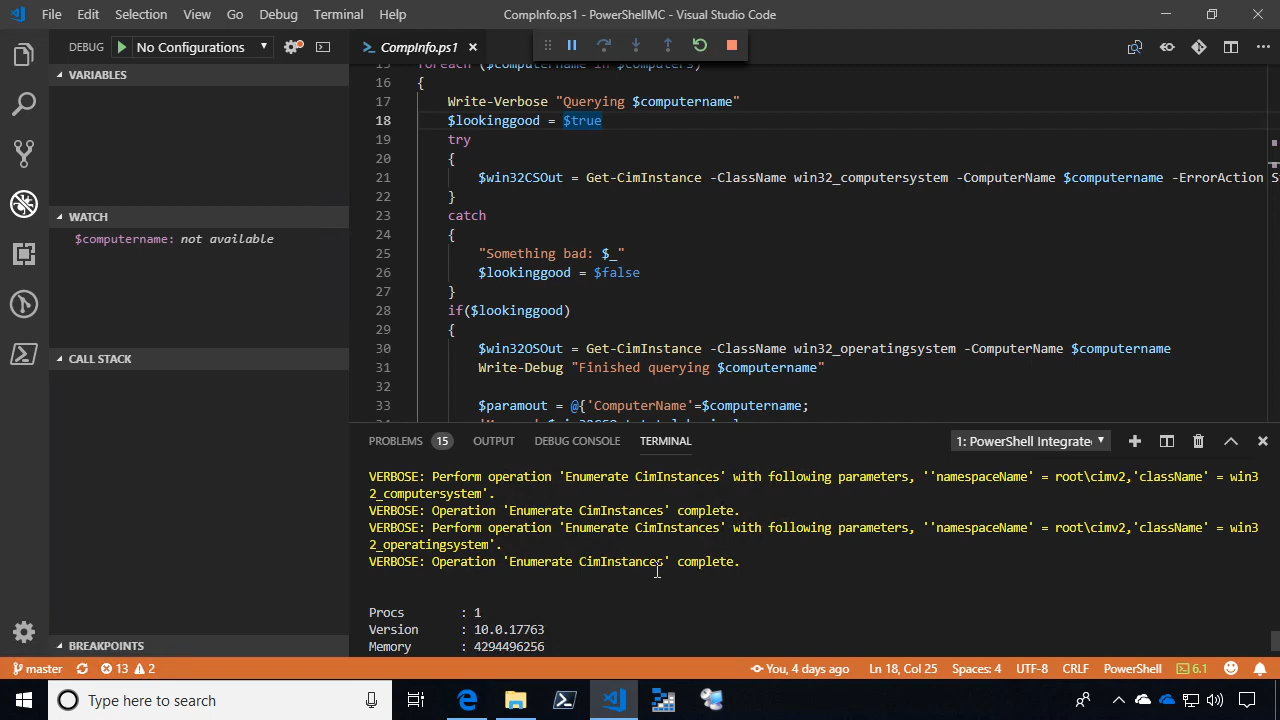 File Edit Selection View Go Debug Terminal Help CompInfo.ps1 - PowerShellMC - Visual Studio Code
DEBUG No Configurations
CompInfo.ps1
VARIABLES
WATCH
$computername: not available
CALL STACK
BREAKPOINTS
15 foreach ($computername in $computers)
16 {
17 Write-Verbose "Querying $computername"
18 $lookinggood = $true
19 try
20 {
21 $win32CSOut = Get-CimInstance -ClassName win32_computersystem -ComputerName $computername -ErrorAction S
22 }
23 catch
24 {
25 "Something bad: $_"
26 $lookinggood = $false
27 }
28 if($lookinggood)
29 {
30 $win32OSOut = Get-CimInstance -ClassName win32_operatingsystem -ComputerName $computername
31 Write-Debug "Finished querying $computername"
32
33 $paramout = @{'ComputerName'=$computername;
PROBLEMS 15 OUTPUT DEBUG CONSOLE TERMINAL 1: PowerShell Integrate
VERBOSE: Perform operation 'Enumerate CimInstances' with following parameters, ''namespaceName' = root\cimv2,'className' = win3
2_computersystem'.
VERBOSE: Operation 'Enumerate CimInstances' complete.
VERBOSE: Perform operation 'Enumerate CimInstances' with following parameters, ''namespaceName' = root\cimv2,'className' = win3
2_operatingsystem'.
VERBOSE: Operation 'Enumerate CimInstances' complete.
Procs : 1
Version : 10.0.17763
Memory : 4294496256
master 13 2 You, 4 days ago Ln 18, Col 25 Spaces: 4 UTF-8 CRLF PowerShell 6.1
Type here to search